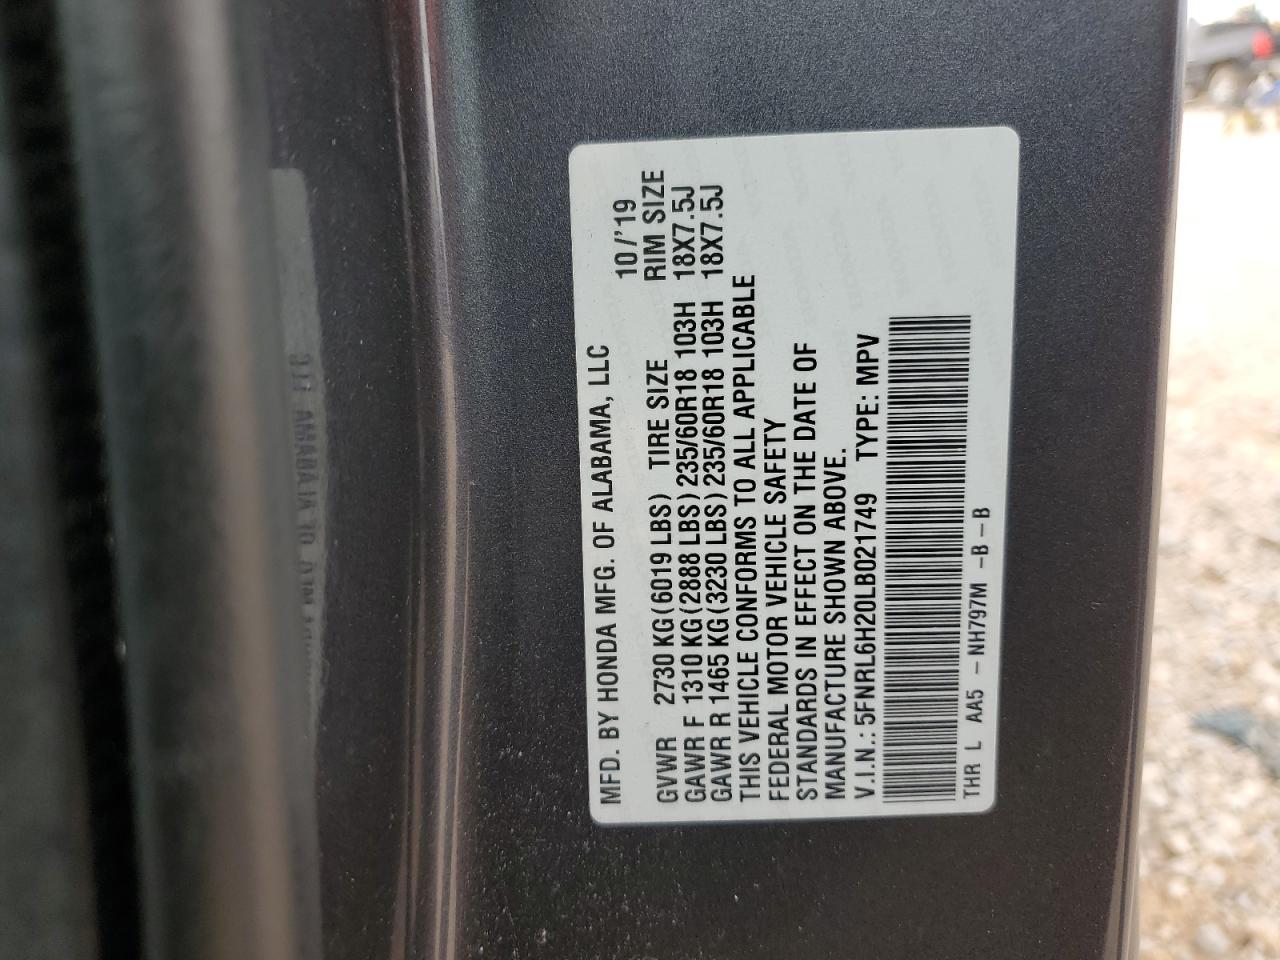 MFD. BY HONDA MFG. OF ALABAMA, LLC 10/'19
GVWR 2730 KG(6019 LBS) TIRE SIZE RIM SIZE
GAWR F 1310 KG(2888 LBS) 235/60R18 103H 18X7.5J
GAWR R 1465 KG(3230 LBS) 235/60R18 103H 18X7.5J
THIS VEHICLE CONFORMS TO ALL APPLICABLE
FEDERAL MOTOR VEHICLE SAFETY
STANDARDS IN EFFECT ON THE DATE OF
MANUFACTURE SHOWN ABOVE.
V.I.N.: 5FNRL6H20LB021749 TYPE: MPV
THR L AA5 - NH797M -B - B